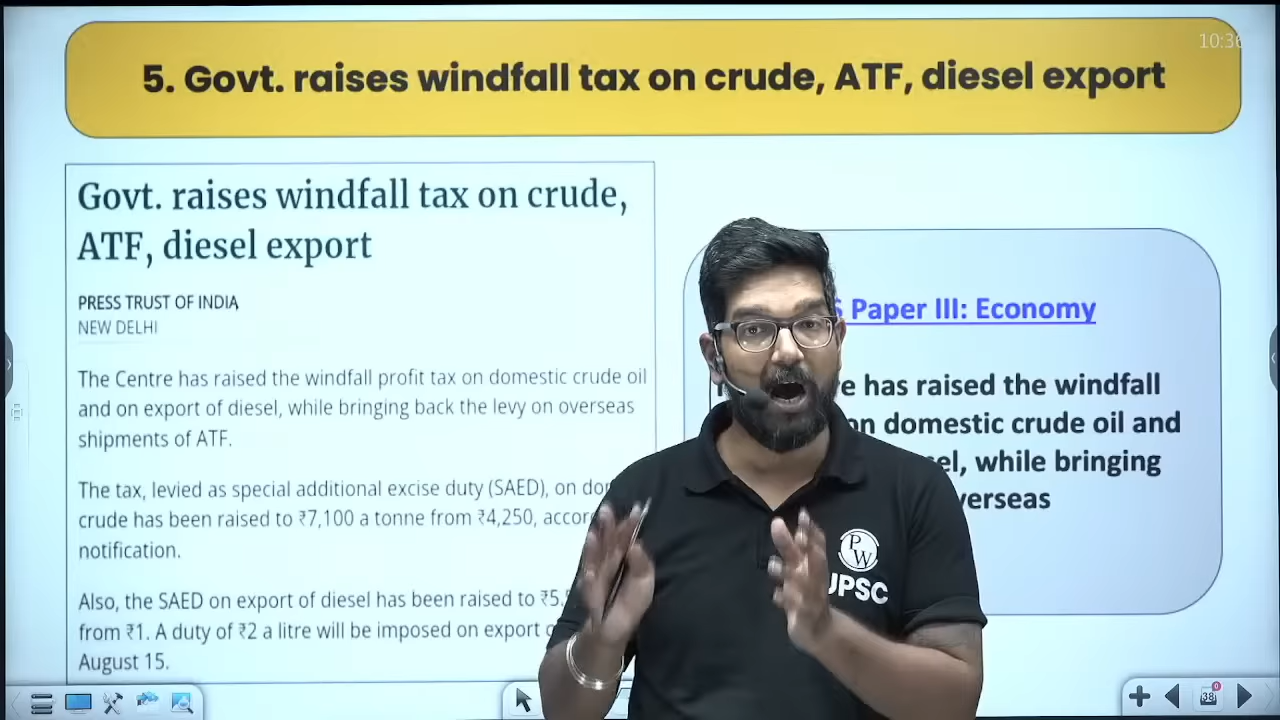 10:36
5. Govt. raises windfall tax on crude, ATF, diesel export
Govt. raises windfall tax on crude,
ATF, diesel export
PRESS TRUST OF INDIA
NEW DELHI
The Centre has raised the windfall profit tax on domestic crude oil
and on export of diesel, while bringing back the levy on overseas
shipments of ATF.
The tax, levied as special additional excise duty (SAED), on
crude has been raised to ₹7,100 a tonne from ₹4,250,
notification.
Also, the SAED on export of diesel has been raised to
from ₹1. A duty of ₹2 a litre will be imposed on export
August 15.
Paper III: Economy
has raised the windfall
on domestic crude oil and
while bringing
PW
UPSC
38
0